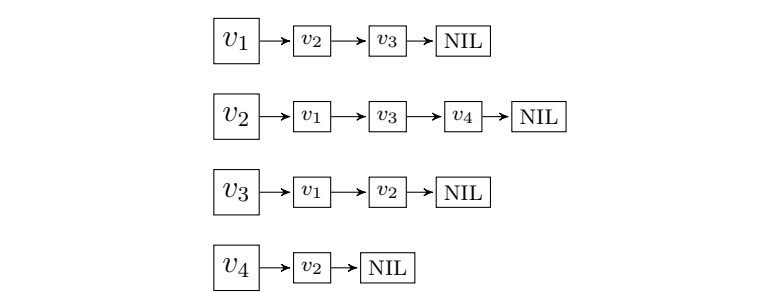 v₁ v₂ v₃ NIL
v₂ v₁ v₃ v₄ NIL
v₃ v₁ v₂ NIL
v₄ v₂ NIL